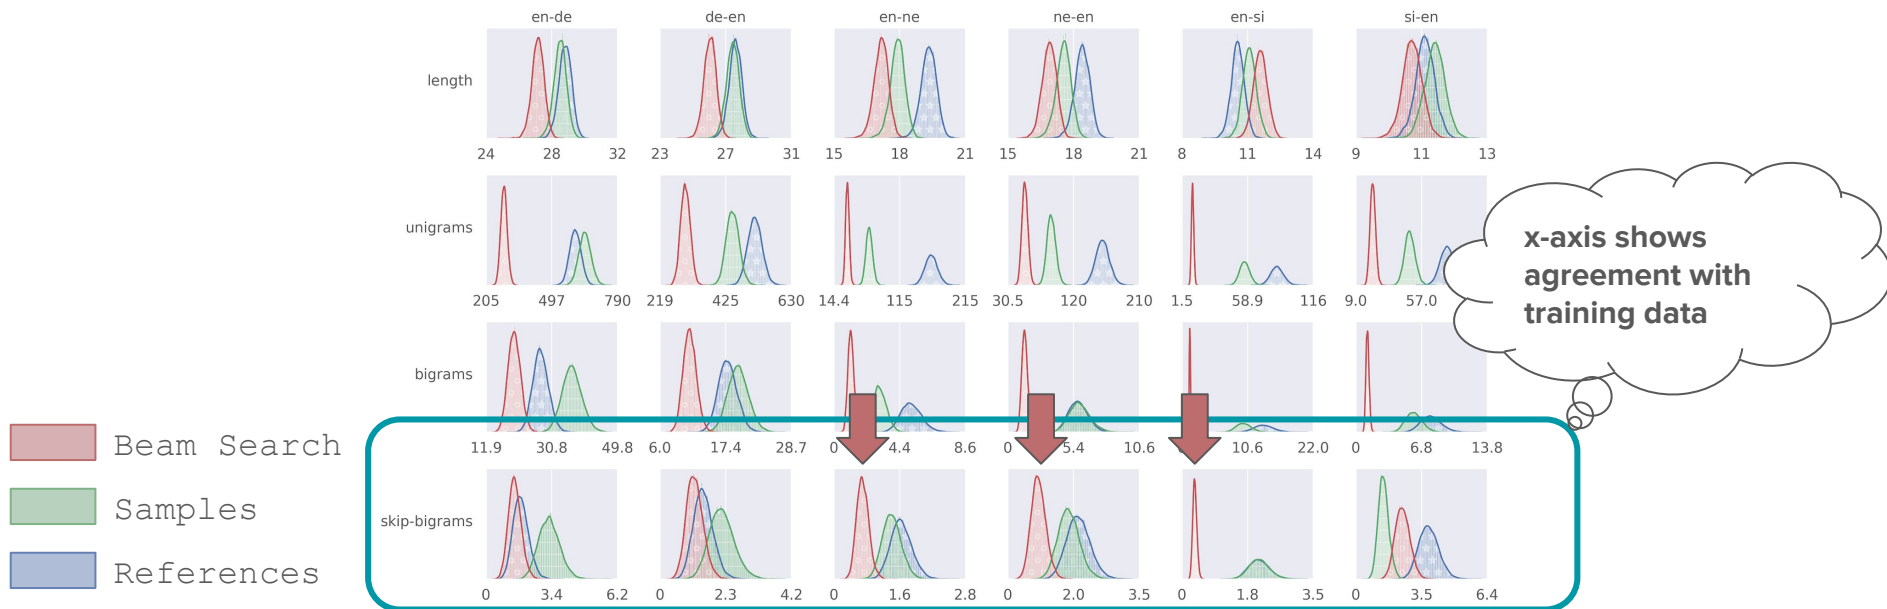 en-de de-en en-ne ne-en en-si si-en
length
24 28 32 23 27 31 15 18 21 15 18 21 8 11 14 9 11 13
unigrams
205 497 790 219 425 630 14.4 115 215 30.5 120 210 1.5 58.9 116 9.0 57.0
x-axis shows
agreement with
training data
bigrams
11.9 30.8 49.8 6.0 17.4 28.7 0 4.4 8.6 0 5.4 10.6 10.6 22.0 0 6.8 13.8
skip-bigrams
0 3.4 6.2 0 2.3 4.2 0 1.6 2.8 0 2.0 3.5 0 1.8 3.5 0 3.5 6.4
Beam Search
Samples
References